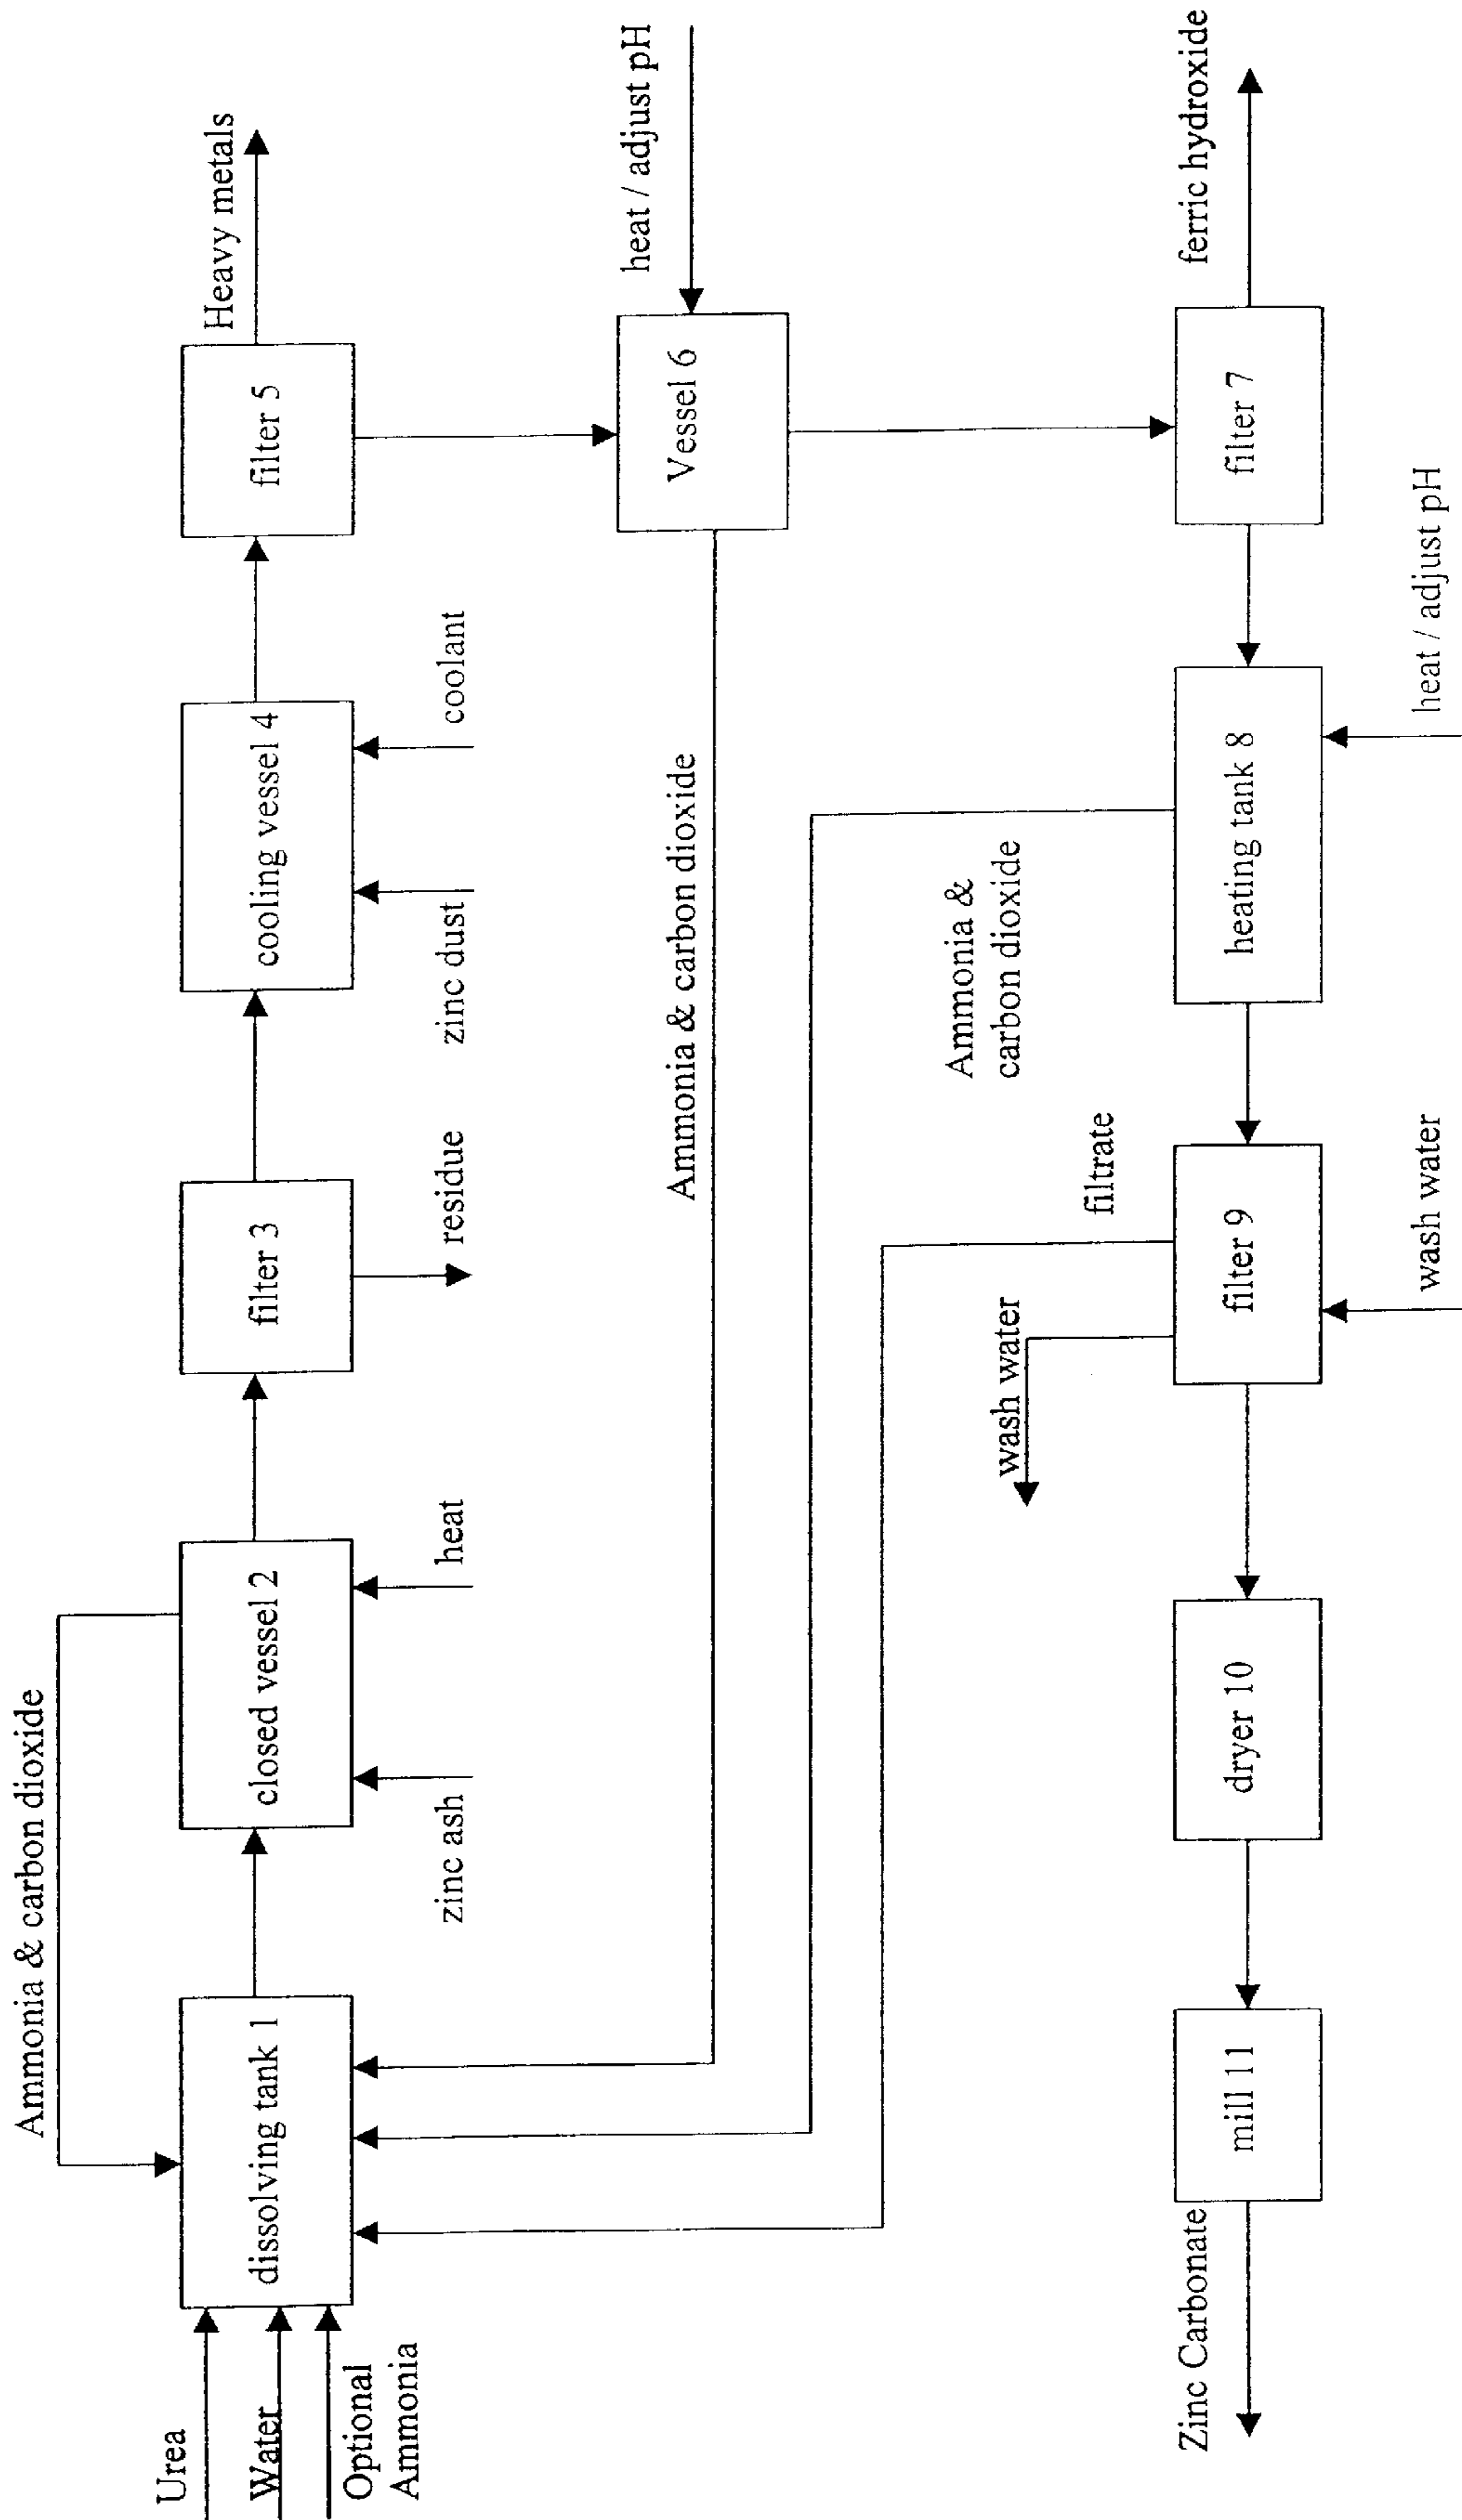 Ammonia & carbon dioxide
Urea
Water
Optional
Ammonia
dissolving tank 1
closed vessel 2
filter 3
cooling vessel 4
filter 5
Heavy metals
zinc ash
heat
residue
zinc dust
coolant
heat / adjust pH
Vessel 6
Ammonia & carbon dioxide
Ammonia &
carbon dioxide
filtrate
wash water
Zinc Carbonate
mill 11
dryer 10
filter 9
heating tank 8
filter 7
ferric hydroxide
wash water
heat / adjust pH